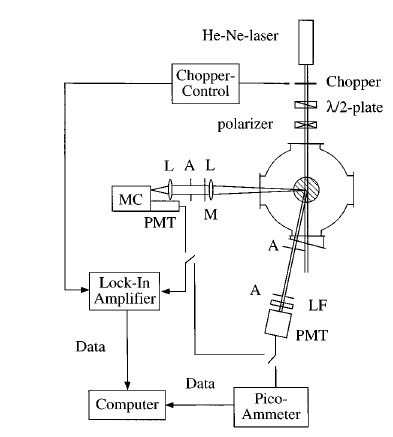 He-Ne-laser
Chopper-
Control
Chopper
λ/2-plate
polarizer
L
A
L
MC
PMT
M
A
A
LF
PMT
Lock-In
Amplifier
Data
Data
Computer
Pico-
Ammeter